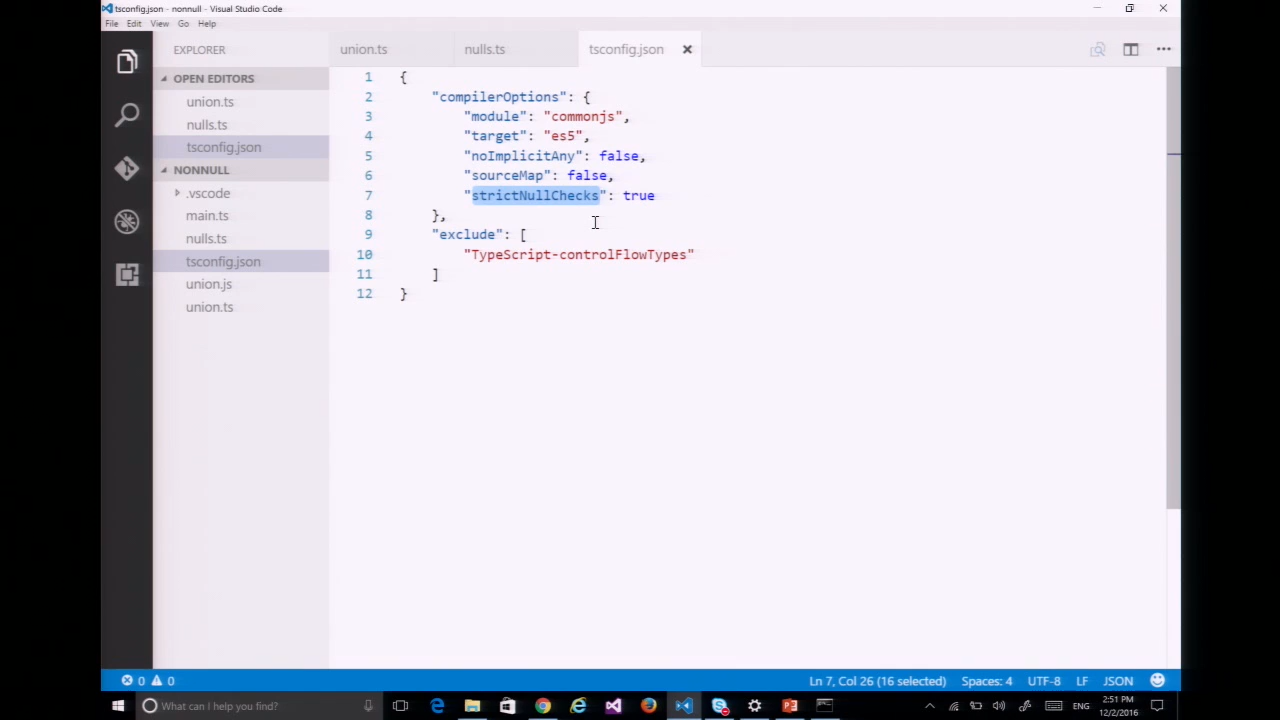 tsconfig.json - nonnull - Visual Studio Code
File Edit View Go Help
EXPLORER
union.ts nulls.ts tsconfig.json
OPEN EDITORS
union.ts
nulls.ts
tsconfig.json
NONNULL
.vscode
main.ts
nulls.ts
tsconfig.json
union.js
union.ts
1 {
2 "compilerOptions": {
3 "module": "commonjs",
4 "target": "es5",
5 "noImplicitAny": false,
6 "sourceMap": false,
7 "strictNullChecks": true
8 },
9 "exclude": [
10 "TypeScript-controlFlowTypes"
11 ]
12 }
0 0 Ln 7, Col 26 (16 selected) Spaces: 4 UTF-8 LF JSON
What can I help you find?
2:51 PM
12/2/2016